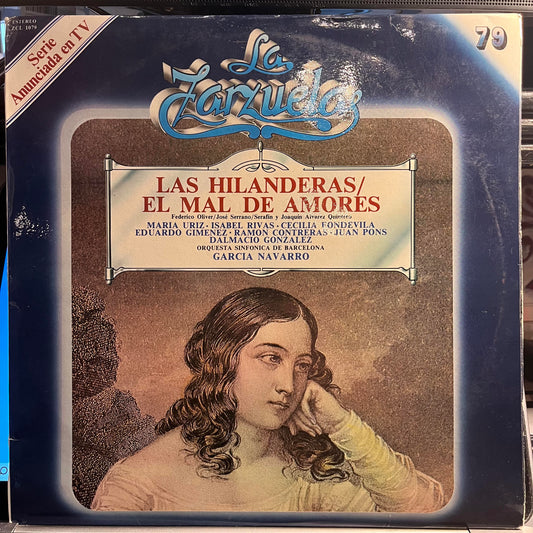 ESTEREO
ZCL 1079
Serie
Anunciada en TV
79
La
Zarzuela
LAS HILANDERAS/
EL MAL DE AMORES
Federico Oliver/José Serrano/Serafín y Joaquín Alvarez Quintero
MARIA URIZ · ISABEL RIVAS · CECILIA FONDEVILA
EDUARDO GIMENEZ · RAMON CONTRERAS · JUAN PONS
DALMACIO GONZALEZ
ORQUESTA SINFONICA DE BARCELONA
GARCIA NAVARRO